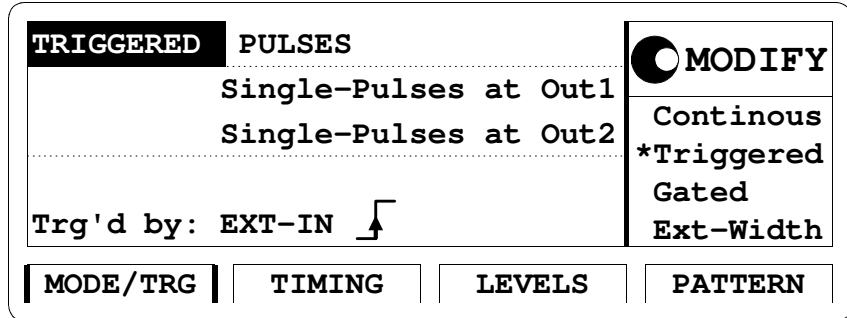 TRIGGERED PULSES
MODIFY
Single-Pulses at Out1
Single-Pulses at Out2
Continous
*Triggered
Gated
Ext-Width
Trg'd by: EXT-IN
MODE/TRG
TIMING
LEVELS
PATTERN